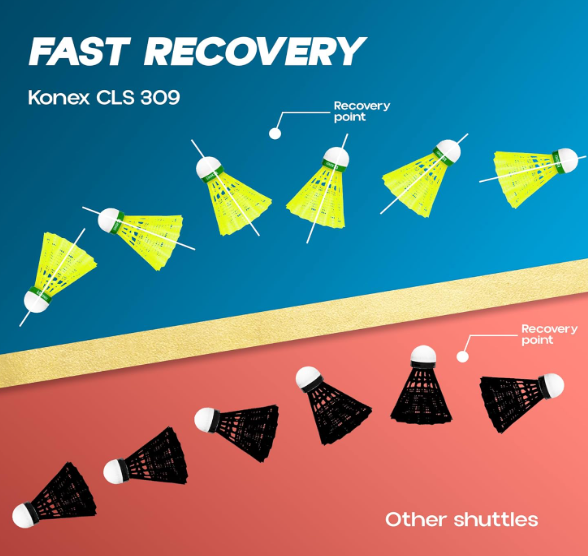 FAST RECOVERY
Konex CLS 309
Recovery
point
Recovery
point
Other shuttles